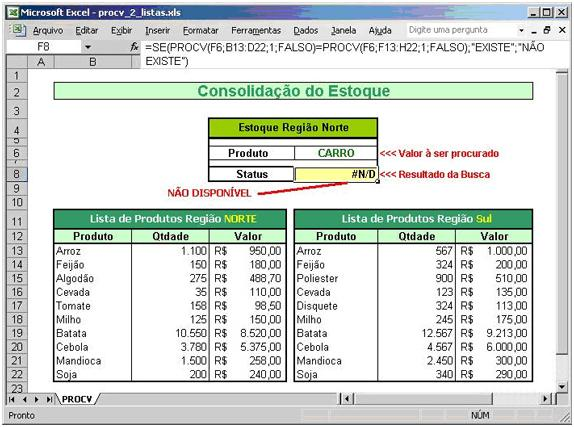 Microsoft Excel - procv_2_listas.xls
Arquivo Editar Exibir Inserir Formatar Ferramentas Dados Janela Ajuda Digite uma pergunta
F8 fx =SE(PROCV(F6;B13:D22;1;FALSO)=PROCV(F6;F13:H22;1;FALSO);"EXISTE";"NÃO
EXISTE")
A B
1
2 Consolidação do Estoque
3
4 Estoque Região Norte
5
6 Produto CARRO <<< Valor à ser procurado
7
8 Status #N/D <<< Resultado da Busca
9 NÃO DISPONÍVEL
10
11 Lista de Produtos Região NORTE Lista de Produtos Região Sul
12 Produto Qtdade Valor Produto Qtdade Valor
13 Arroz 1.100 R$ 950,00 Arroz 567 R$ 1.000,00
14 Feijão 150 R$ 180,00 Feijão 324 R$ 200,00
15 Algodão 275 R$ 488,70 Poliester 900 R$ 510,00
16 Cevada 35 R$ 110,00 Cevada 123 R$ 135,00
17 Tomate 158 R$ 98,50 Disquete 324 R$ 113,00
18 Milho 125 R$ 150,00 Milho 245 R$ 175,00
19 Batata 10.550 R$ 8.520,00 Batata 12.567 R$ 9.213,00
20 Cebola 3.780 R$ 5.375,00 Cebola 4.567 R$ 6.000,00
21 Mandioca 1.500 R$ 258,00 Mandioca 2.450 R$ 300,00
22 Soja 200 R$ 240,00 Soja 340 R$ 290,00
23
PROCV
Pronto NÚM